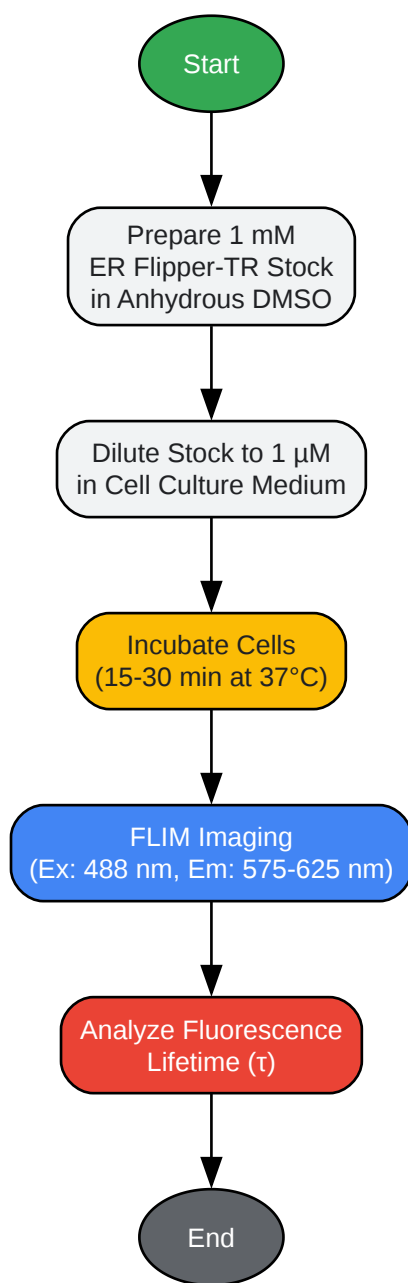 Start
Prepare 1 mM
ER Flipper-TR Stock
in Anhydrous DMSO
Dilute Stock to 1 µM
in Cell Culture Medium
Incubate Cells
(15-30 min at 37°C)
FLIM Imaging
(Ex: 488 nm, Em: 575-625 nm)
Analyze Fluorescence
Lifetime (τ)
End